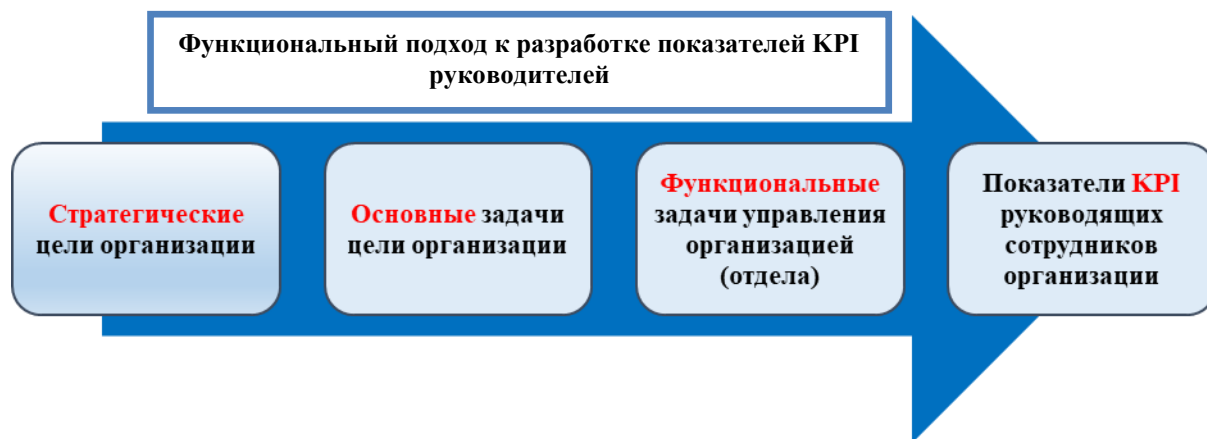 Функциональный подход к разработке показателей KPI
руководителей
Стратегические
цели организации
Основные задачи
цели организации
Функциональные
задачи управления
организацией
(отдела)
Показатели KPI
руководящих
сотрудников
организации